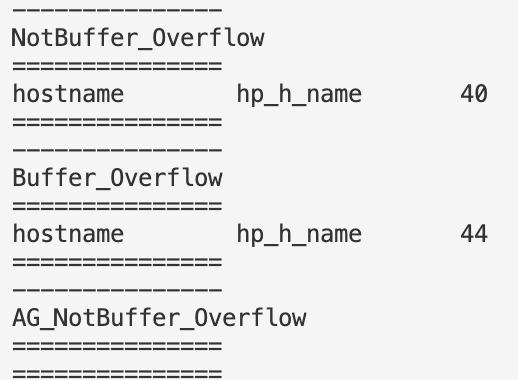 ---------------
NotBuffer_Overflow
===============
hostname        hp_h_name       40
===============
---------------
Buffer_Overflow
===============
hostname        hp_h_name       44
===============
---------------
AG_NotBuffer_Overflow
===============
===============